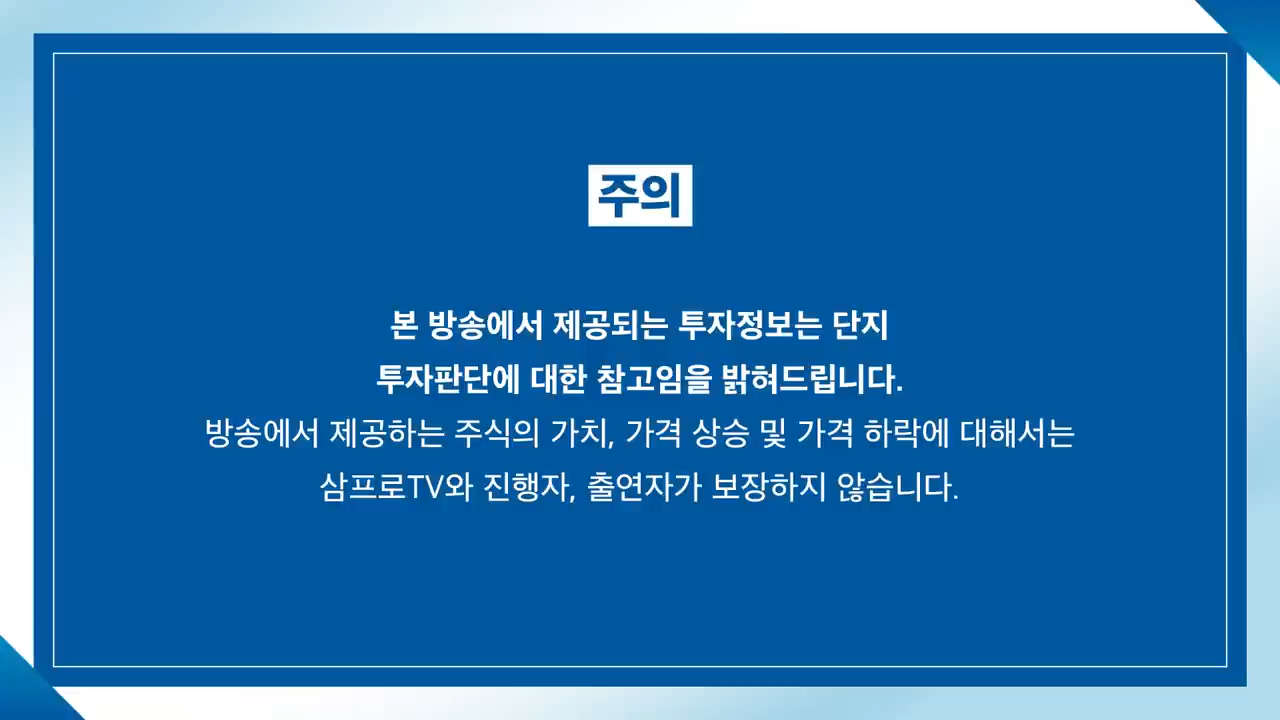 주의
본 방송에서 제공되는 투자정보는 단지
투자판단에 대한 참고임을 밝혀드립니다.
방송에서 제공하는 주식의 가치, 가격 상승 및 가격 하락에 대해서는
삼프로TV와 진행자, 출연자가 보장하지 않습니다.